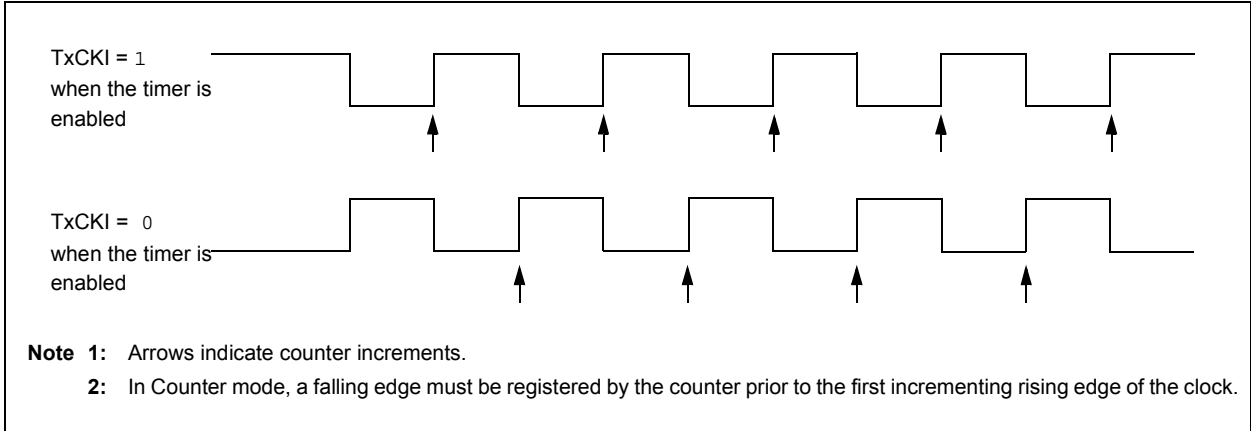 TxCKI = 1
when the timer is
enabled
TxCKI = 0
when the timer is
enabled
Note 1: Arrows indicate counter increments.
2: In Counter mode, a falling edge must be registered by the counter prior to the first incrementing rising edge of the clock.